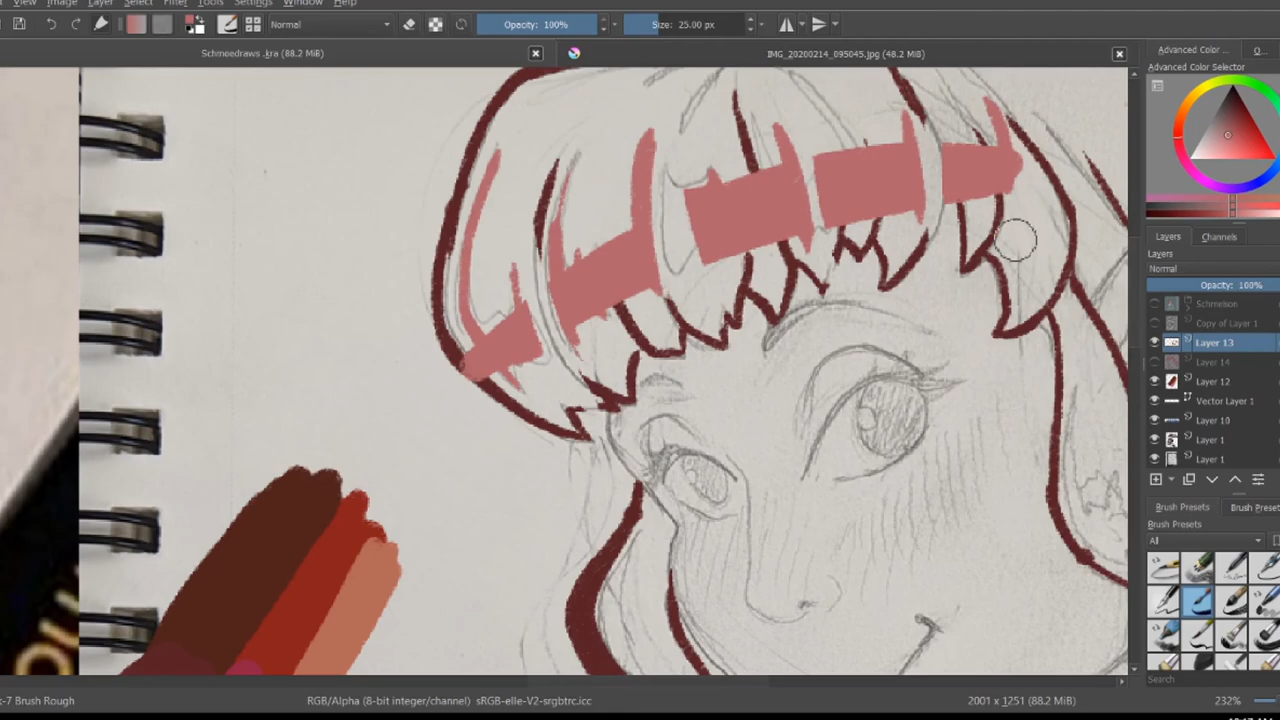 View Image Layer Select Filter Tools Settings Window Help
Normal Opacity: 100% Size: 25.00 px
Schmoedraws .kra (88.2 MiB) IMG_20200214_095045.jpg (48.2 MiB)
Advanced Color ...
Advanced Color Selector
Layers Channels
Layers
Normal
Opacity: 100%
Copy of Layer 1
Layer 13
Layer 14
Layer 12
Vector Layer 1
Layer 10
Layer 1
Layer 1
Brush Presets Brush Preset
Brush Presets
All
Search
-7 Brush Rough RGB/Alpha (8-bit integer/channel) sRGB-elle-V2-srgbtrc.icc 2001 x 1251 (88.2 MiB) 232%